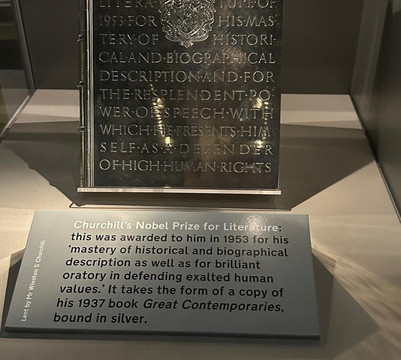 LITERATURE OF
1953 FOR HIS MAS
TERY OF HISTORI
CAL AND BIOGRAPHICAL
DESCRIPTION AND FOR
THE RESPLENDENT PO
WER OF SPEECH WITH
WHICH HE PRESENTS HIM
SELF AS A DEFENDER
OF HIGH HUMAN RIGHTS
Churchill's Nobel Prize for Literature:
this was awarded to him in 1953 for his
'mastery of historical and biographical
description as well as for brilliant
oratory in defending exalted human
values.' It takes the form of a copy of
his 1937 book Great Contemporaries,
bound in silver.
Lent by Mr Winston S Churchill